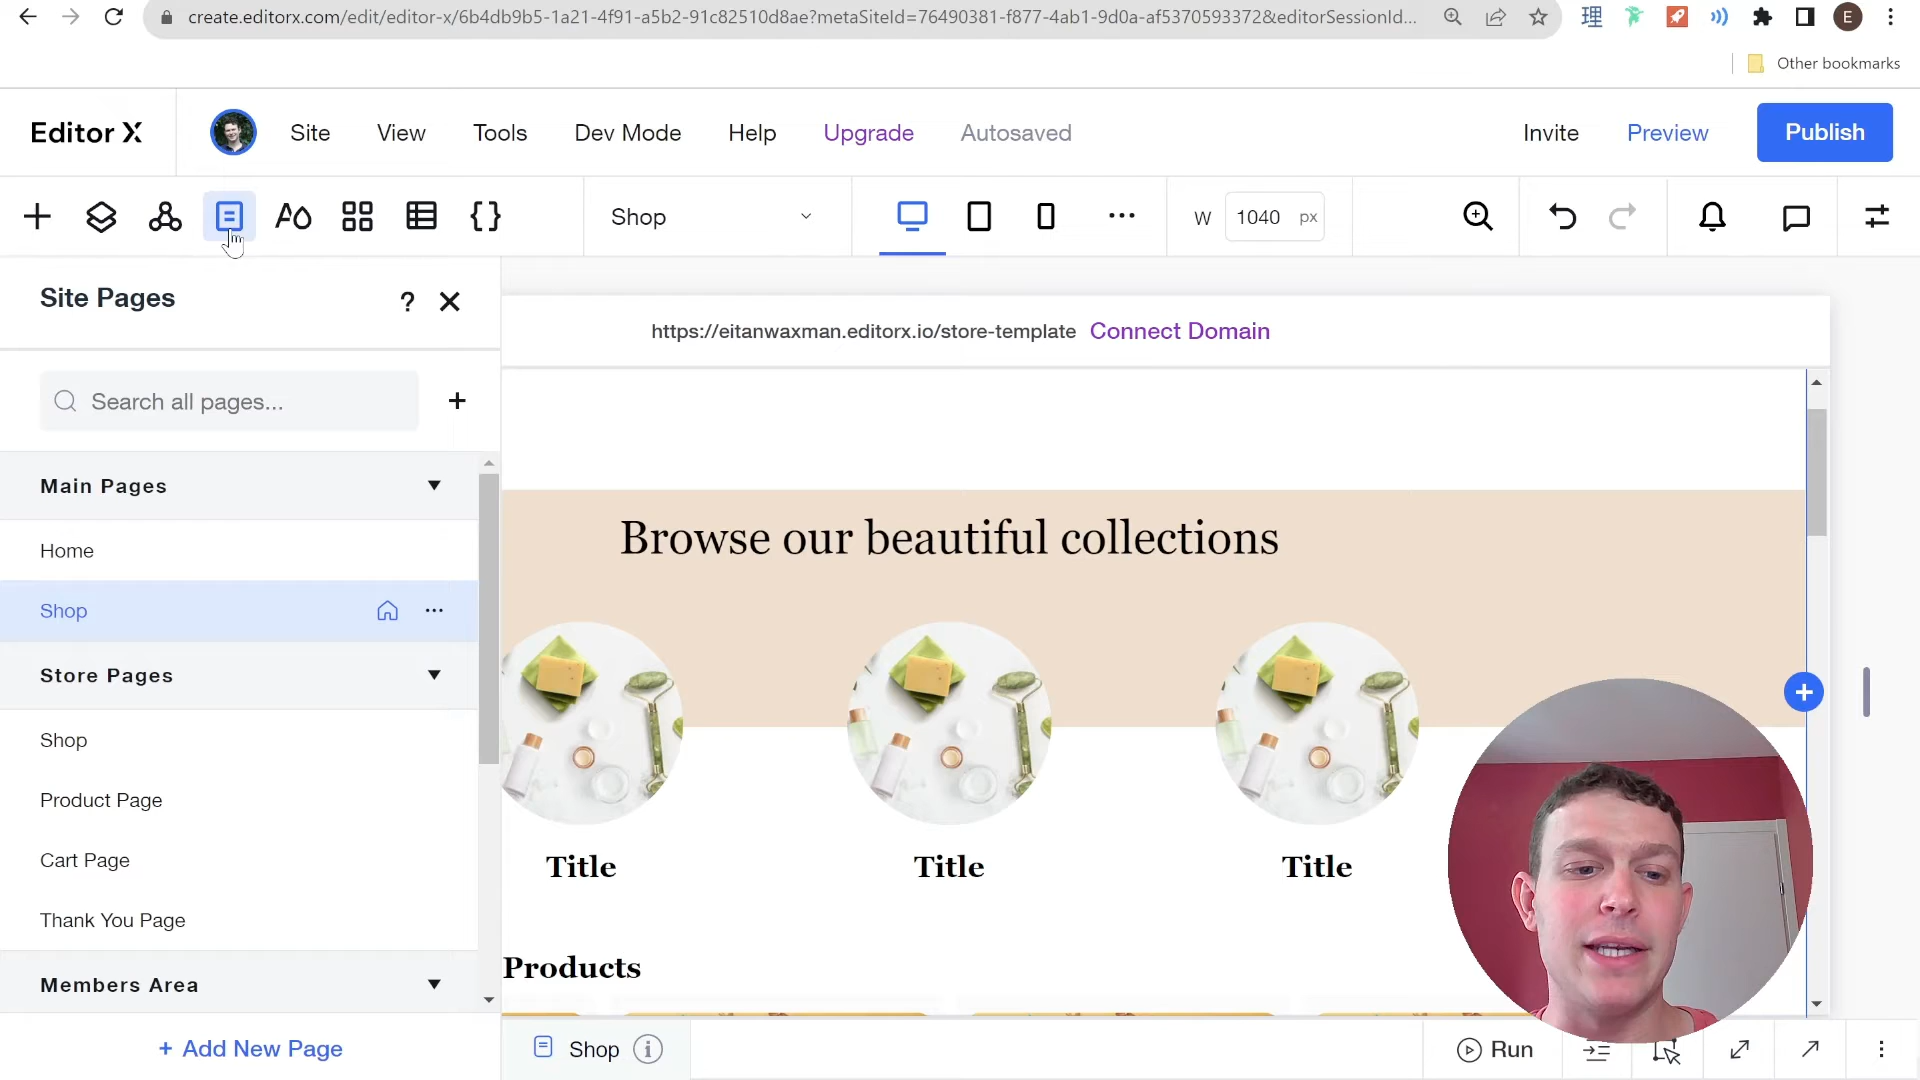 create.editorx.com/edit/editor-x/6b4db9b5-1a21-4f91-a5b2-91c82510d8ae?metaSiteId=76490381-f877-4ab1-9d0a-af5370593372&editorSessionId...
理
E
Other bookmarks
Editor X
Site
View
Tools
Dev Mode
Help
Upgrade
Autosaved
Invite
Preview
Publish
Shop
W
1040
px
Site Pages
?
https://eitanwaxman.editorx.io/store-template
Connect Domain
Search all pages...
Main Pages
Home
Shop
Store Pages
Shop
Product Page
Cart Page
Thank You Page
Members Area
+ Add New Page
Browse our beautiful collections
Title
Title
Title
Products
Shop
Run